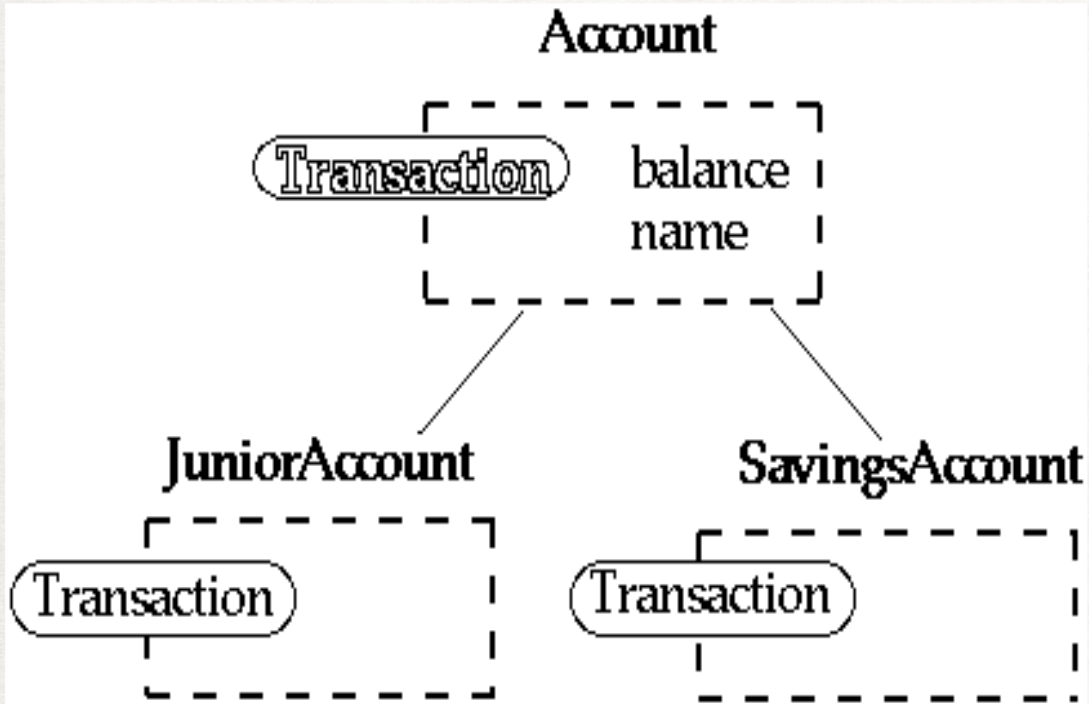 Account
Transaction
balance
name
JuniorAccount
SavingsAccount
Transaction
Transaction